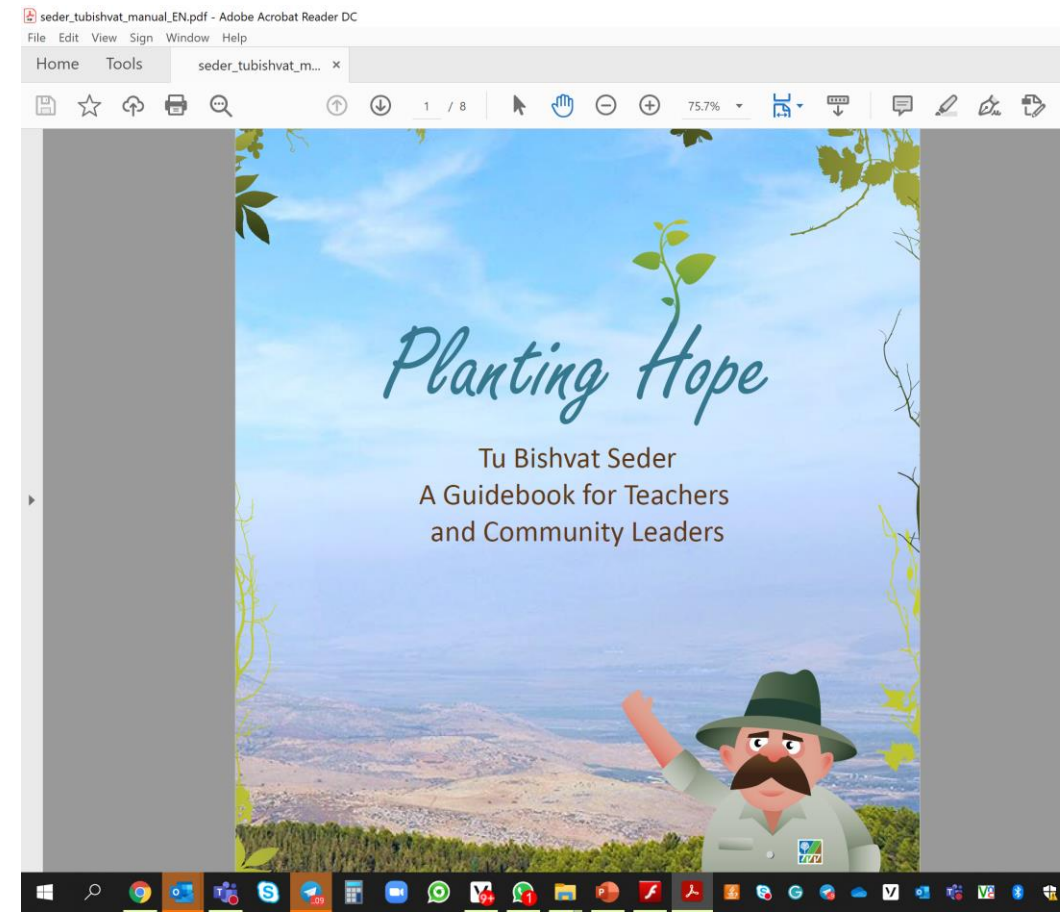 seder_tubishvat_manual_EN.pdf - Adobe Acrobat Reader DC
File Edit View Sign Window Help
Home Tools seder_tubishvat_m... ×
1 / 8 75.7%
Planting Hope
Tu Bishvat Seder
A Guidebook for Teachers
and Community Leaders